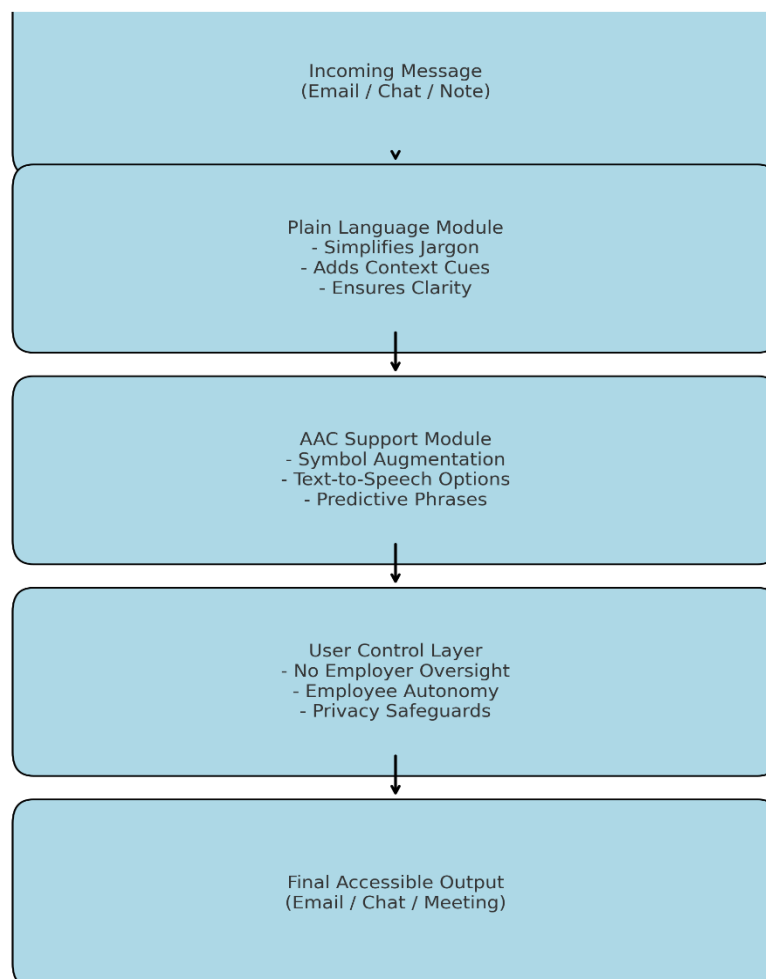 Incoming Message
(Email / Chat / Note)
Plain Language Module
- Simplifies Jargon
- Adds Context Cues
- Ensures Clarity
AAC Support Module
- Symbol Augmentation
- Text-to-Speech Options
- Predictive Phrases
User Control Layer
- No Employer Oversight
- Employee Autonomy
- Privacy Safeguards
Final Accessible Output
(Email / Chat / Meeting)